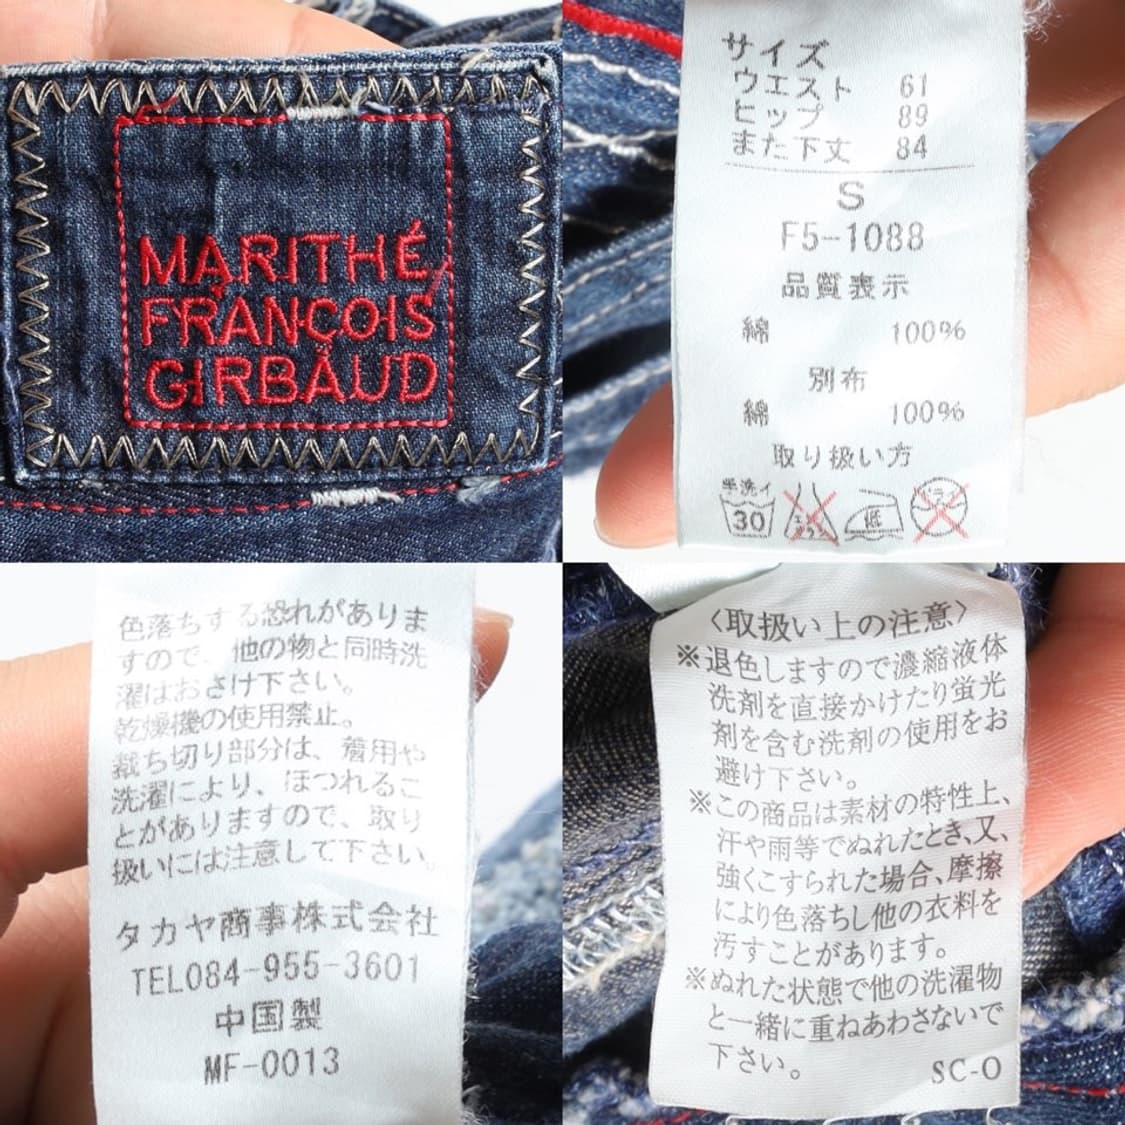 MARITHÉ
FRANÇOIS
GIRBAUD
サイズ
ウエスト 61
ヒップ 89
また下丈 84
S
F5-1088
品質表示
綿 100%
別布
綿 100%
取り扱い方
手洗イ
30
エンソサラシ
低
ドライ
色落ちする恐れがありま
すので、他の物と同時洗
濯はおさけ下さい。
乾燥機の使用禁止。
裁ち切り部分は、着用や
洗濯により、ほつれるこ
とがありますので、取り
扱いには注意して下さい。
タカヤ商事株式会社
TEL084-955-3601
中国製
MF-0013
〈取扱い上の注意〉
※退色しますので濃縮液体
洗剤を直接かけたり蛍光
剤を含む洗剤の使用をお
避け下さい。
※この商品は素材の特性上、
汗や雨等でぬれたとき、又、
強くこすられた場合、摩擦
により色落ちし他の衣料を
汚すことがあります。
※ぬれた状態で他の洗濯物
と一緒に重ねあわさないで
下さい。
SC-O